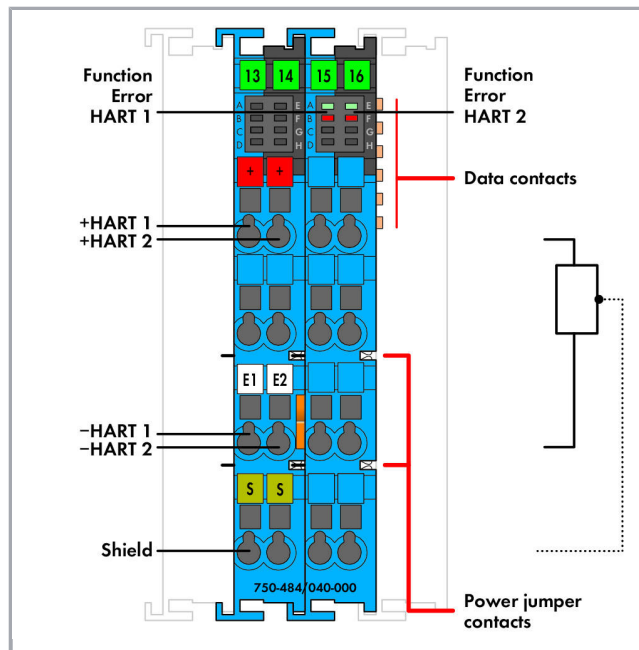 Function
Error
HART 1
13 14 15 16
Function
Error
HART 2
A E A E
B F B F
C G C G
D H D H
+ +
Data contacts
+HART 1
+HART 2
E1 E2
−HART 1
−HART 2
S S
Shield
750-484/040-000
Power jumper
contacts